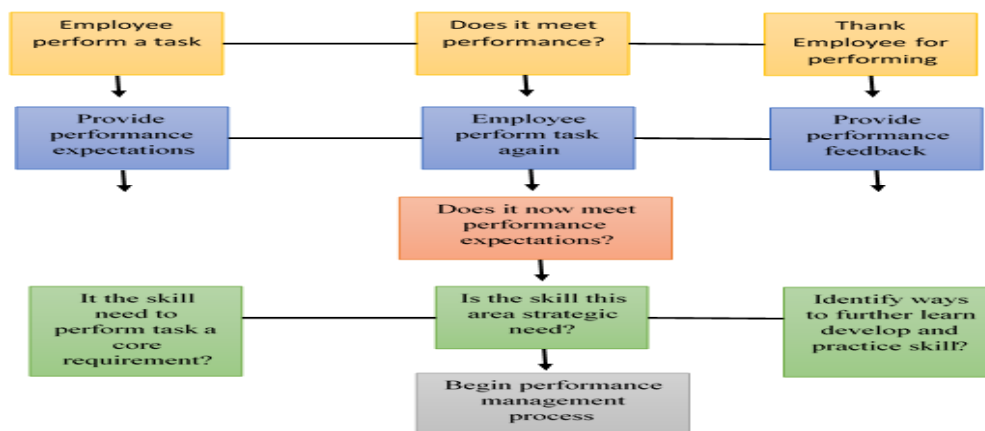 Employee
perform a task
Does it meet
performance?
Thank
Employee for
performing
Provide
performance
expectations
Employee
perform task
again
Provide
performance
feedback
Does it now meet
performance
expectations?
It the skill
need to
perform task a
core
requirement?
Is the skill this
area strategic
need?
Identify ways
to further learn
develop and
practice skill?
Begin performance
management
process